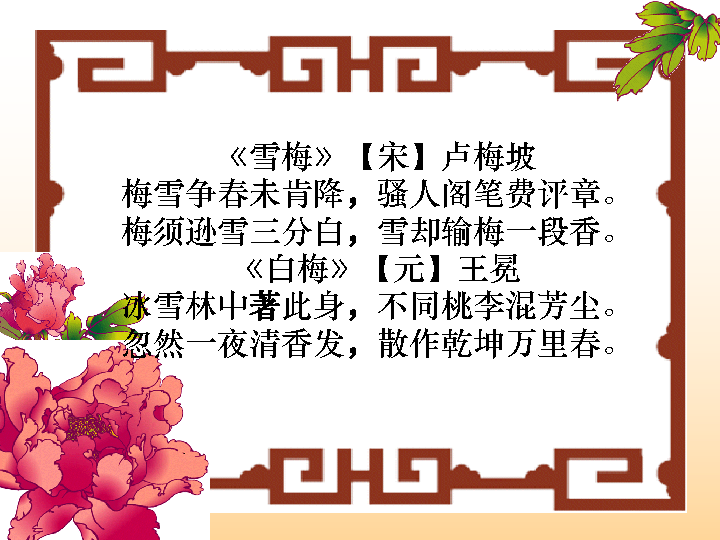 《雪梅》【宋】卢梅坡
梅雪争春未肯降，骚人阁笔费评章。
梅须逊雪三分白，雪却输梅一段香。
《白梅》【元】王冕
冰雪林中著此身，不同桃李混芳尘。
忽然一夜清香发，散作乾坤万里春。